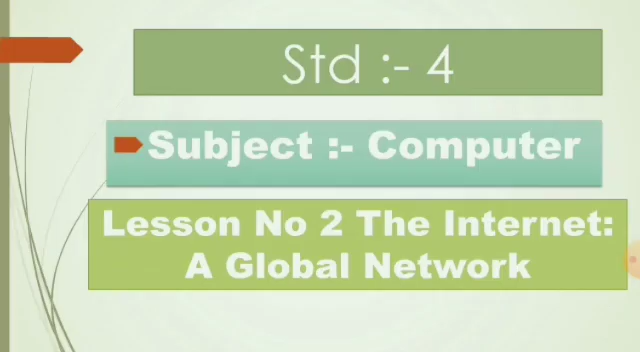 Std :- 4
Subject :- Computer
Lesson No 2 The Internet:
A Global Network